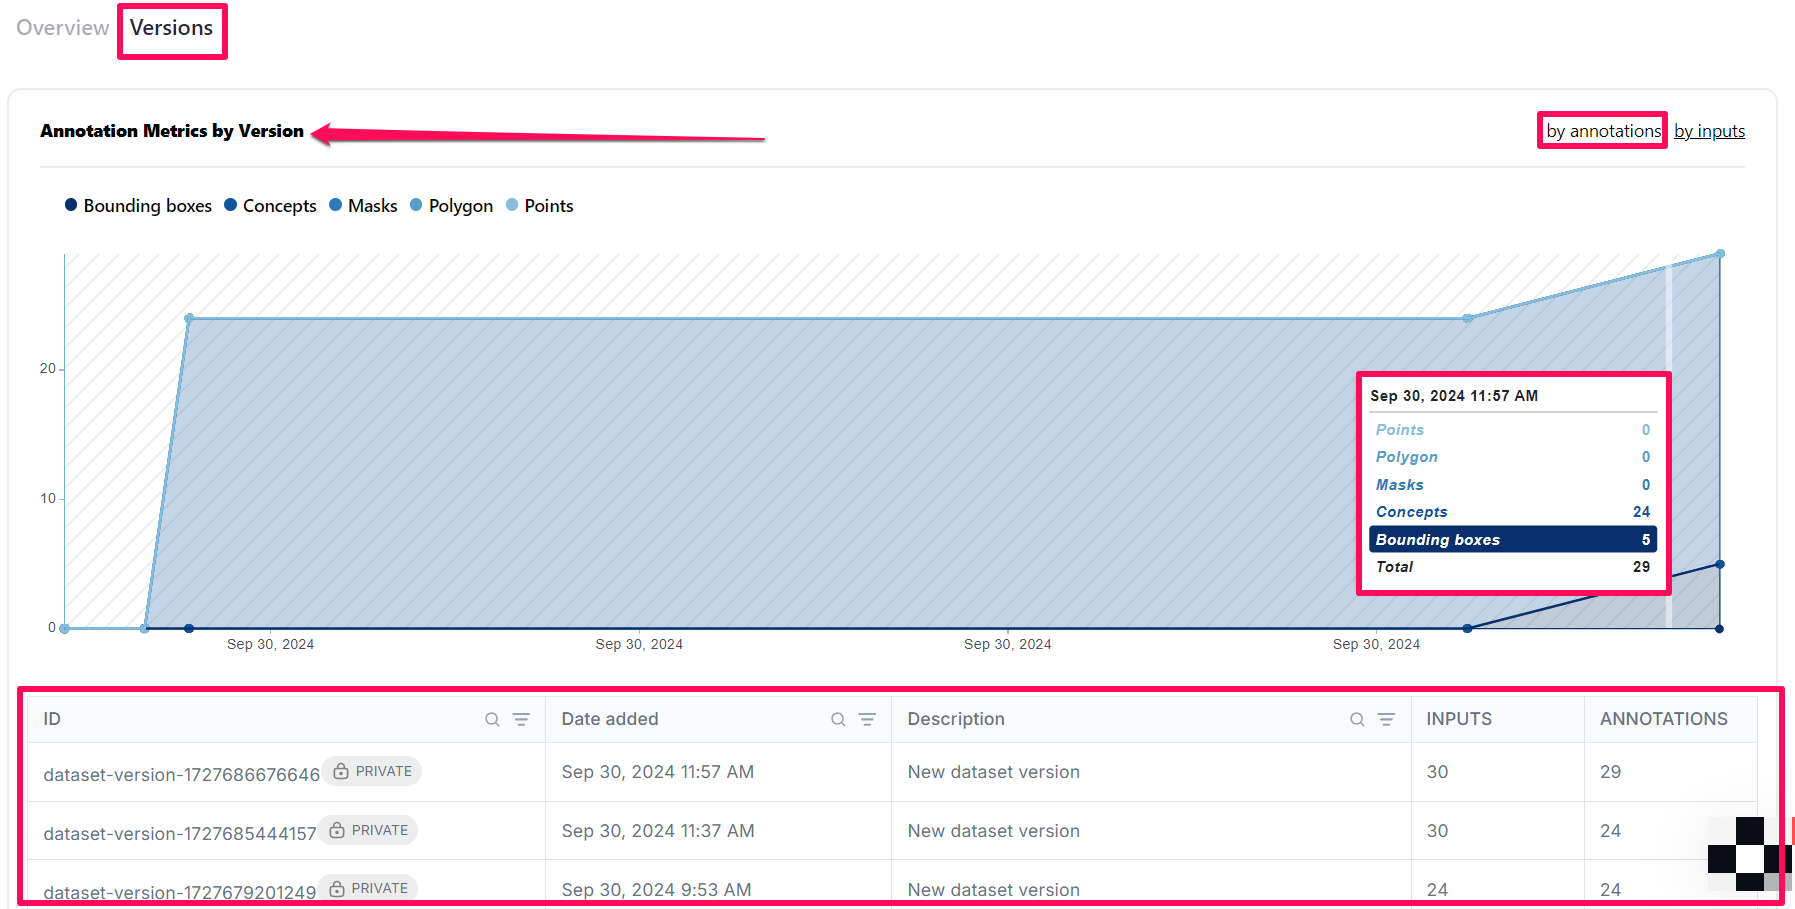 Overview Versions
Annotation Metrics by Version
by annotations by inputs
Bounding boxes Concepts Masks Polygon Points
20
10
0
Sep 30, 2024 Sep 30, 2024 Sep 30, 2024 Sep 30, 2024
Sep 30, 2024 11:57 AM
Points 0
Polygon 0
Masks 0
Concepts 24
Bounding boxes 5
Total 29
ID Date added Description INPUTS ANNOTATIONS
dataset-version-1727686676646 PRIVATE Sep 30, 2024 11:57 AM New dataset version 30 29
dataset-version-1727685444157 PRIVATE Sep 30, 2024 11:37 AM New dataset version 30 24
dataset-version-1727679201249 PRIVATE Sep 30, 2024 9:53 AM New dataset version 24 24